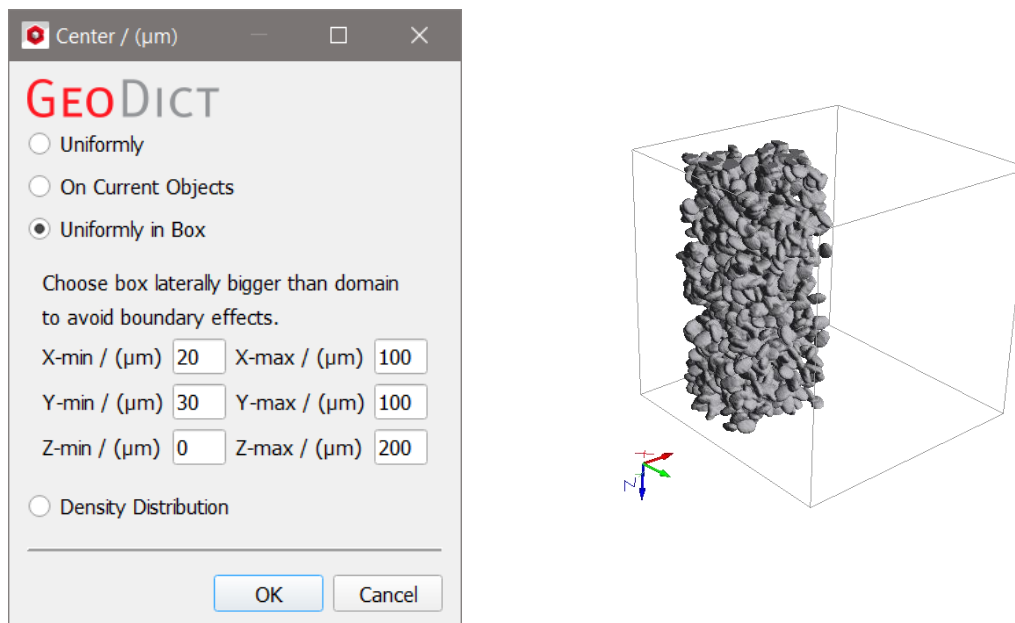 Center / (µm)
GEODICT
Uniformly
On Current Objects
Uniformly in Box
Choose box laterally bigger than domain
to avoid boundary effects.
X-min / (µm) 20 X-max / (µm) 100
Y-min / (µm) 30 Y-max / (µm) 100
Z-min / (µm) 0 Z-max / (µm) 200
Density Distribution
OK Cancel
X
Z